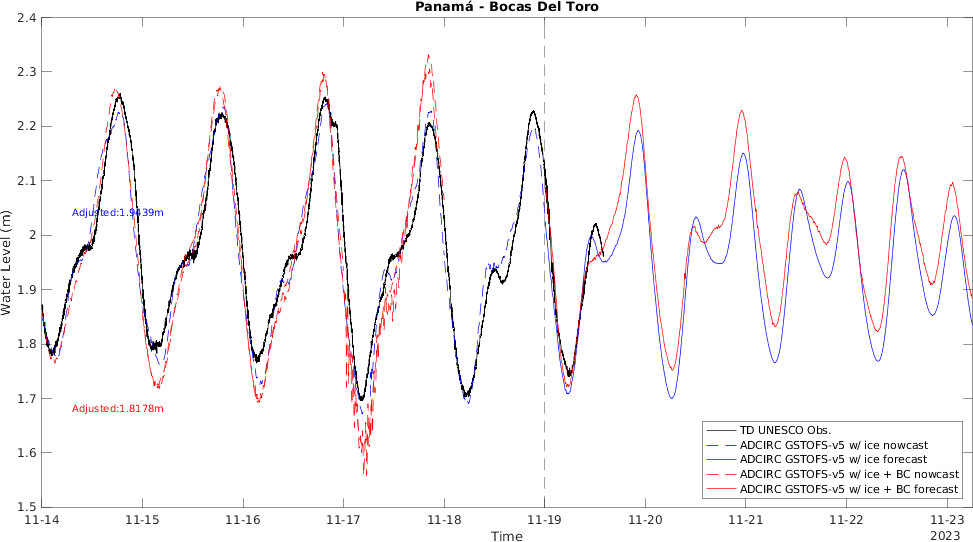 Panamá - Bocas Del Toro
Water Level (m)
2.4
2.3
2.2
2.1
2
1.9
1.8
1.7
1.6
1.5
Adjusted:1.9439m
Adjusted:1.8178m
TD UNESCO Obs.
ADCIRC GSTOFS-v5 w/ ice nowcast
ADCIRC GSTOFS-v5 w/ ice forecast
ADCIRC GSTOFS-v5 w/ ice + BC nowcast
ADCIRC GSTOFS-v5 w/ ice + BC forecast
11-14 11-15 11-16 11-17 11-18 11-19 11-20 11-21 11-22 11-23
Time
2023